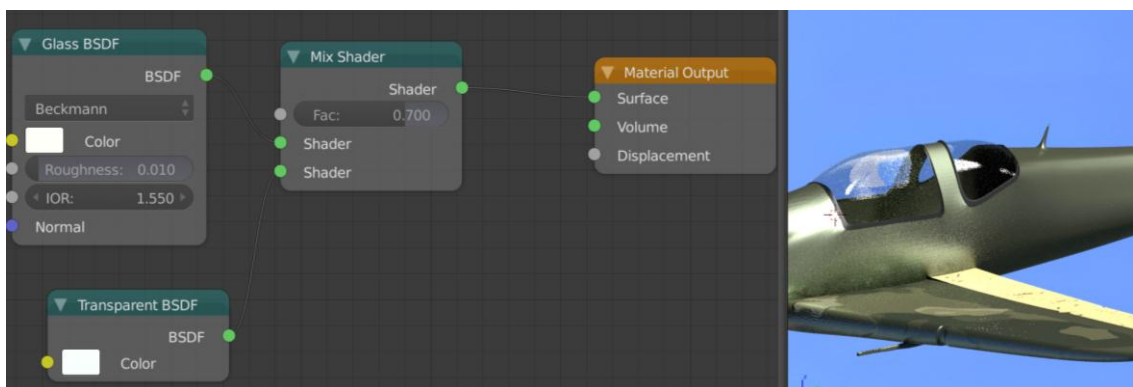 Glass BSDF
BSDF
Beckmann
Color
Roughness: 0.010
IOR: 1.550
Normal
Transparent BSDF
BSDF
Color
Mix Shader
Shader
Fac: 0.700
Shader
Shader
Material Output
Surface
Volume
Displacement